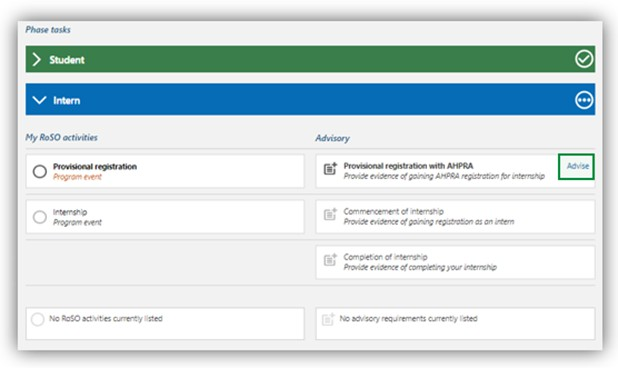 Phase tasks
Student
Intern
My RoSO activities
Advisory
Provisional registration
Program event
Provisional registration with AHPRA
Provide evidence of gaining AHPRA registration for internship
Advise
Internship
Program event
Commencement of internship
Provide evidence of gaining registration as an intern
Completion of internship
Provide evidence of completing your internship
No RoSO activities currently listed
No advisory requirements currently listed